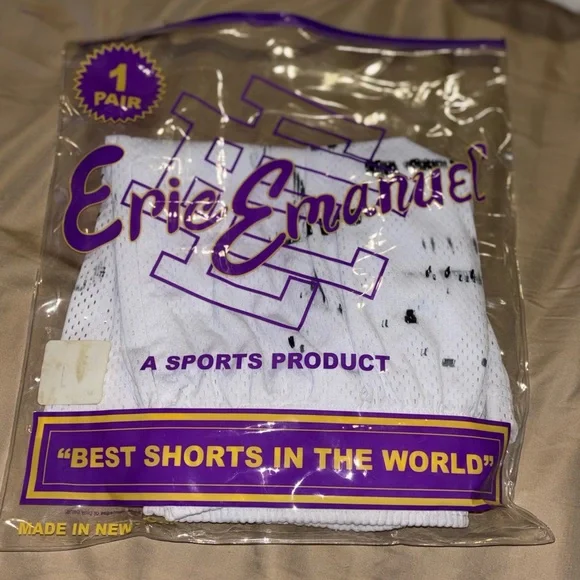 1
PAIR
Eric Emanuel
A SPORTS PRODUCT
"BEST SHORTS IN THE WORLD"
MADE IN NEW